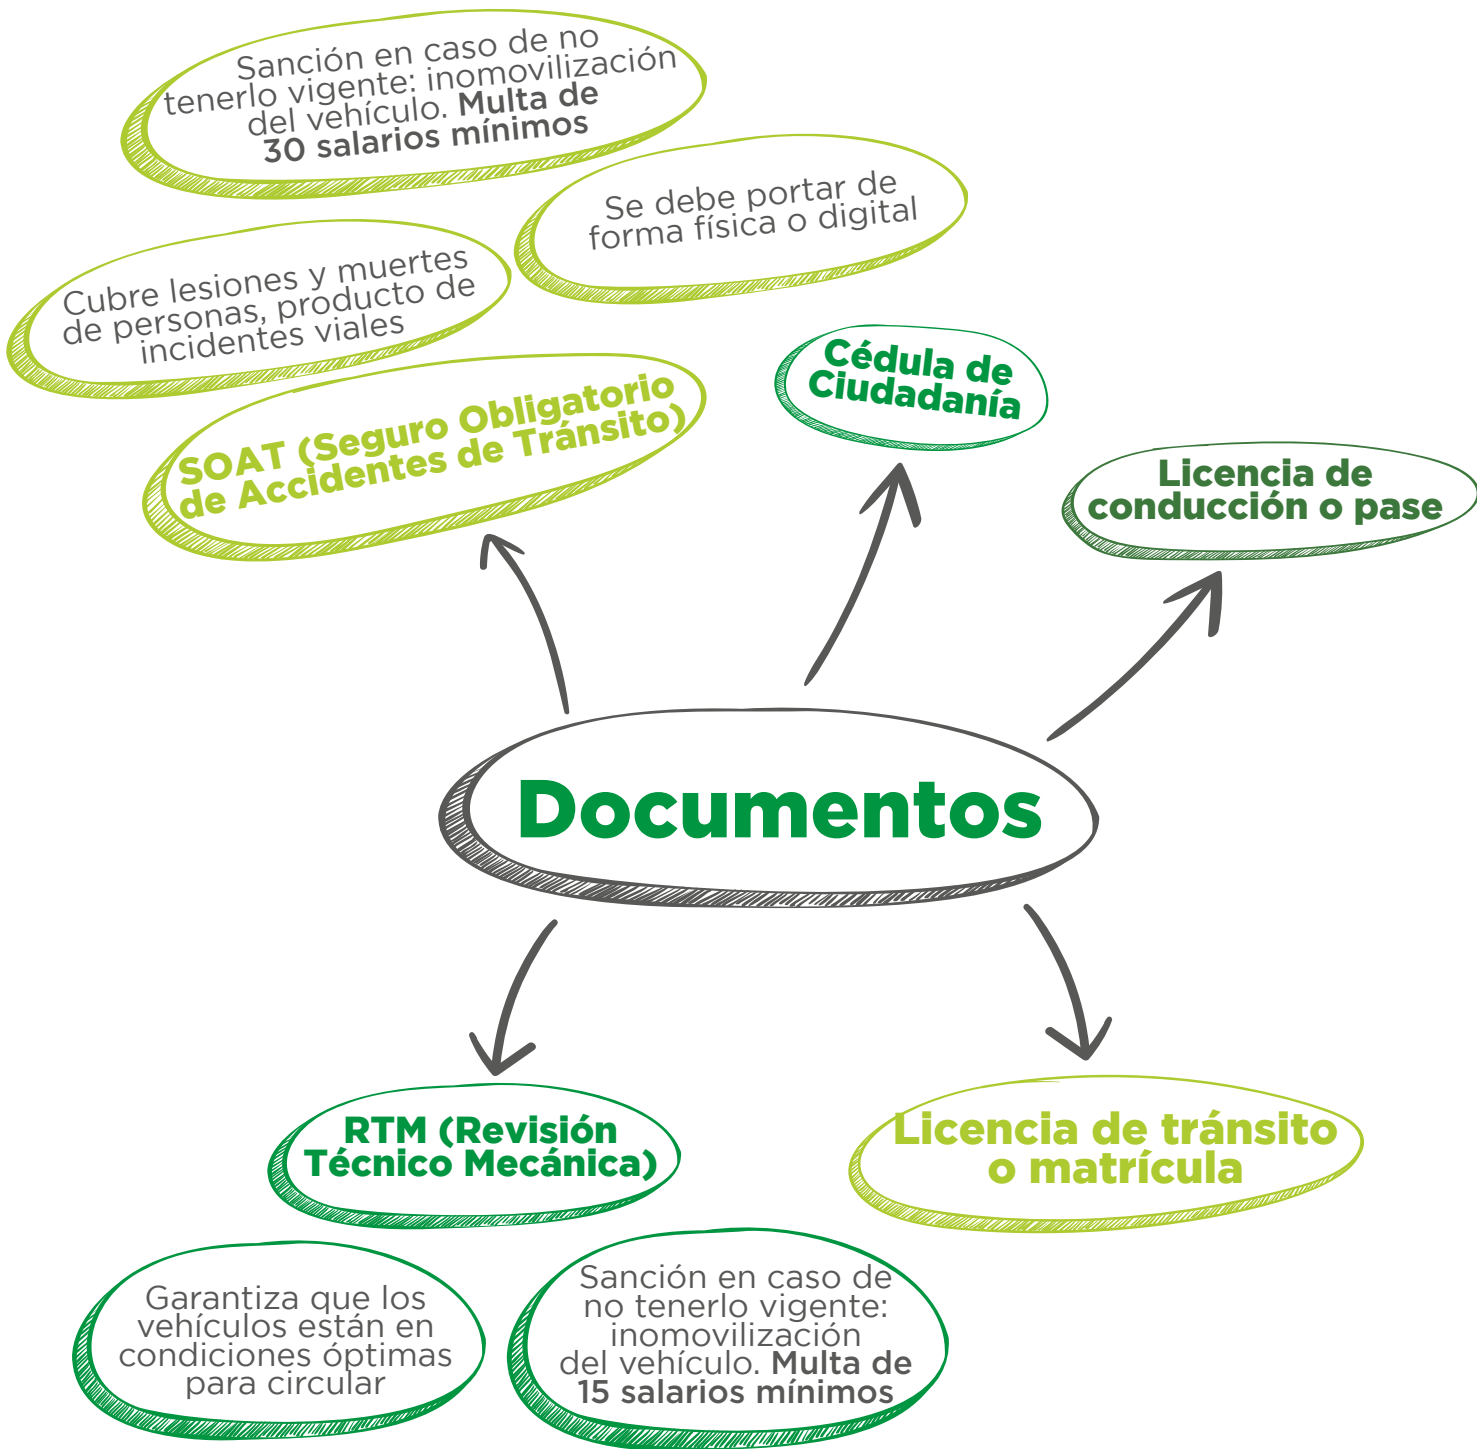 Sanción en caso de no
tenerlo vigente: inomovilización
del vehículo. Multa de
30 salarios mínimos
Se debe portar de
forma física o digital
Cubre lesiones y muertes
de personas, producto de
incidentes viales
SOAT (Seguro Obligatorio
de Accidentes de Tránsito)
Cédula de
Ciudadanía
Licencia de
conducción o pase
Documentos
RTM (Revisión
Técnico Mecánica)
Licencia de tránsito
o matrícula
Garantiza que los
vehículos están en
condiciones óptimas
para circular
Sanción en caso de
no tenerlo vigente:
inomovilización
del vehículo. Multa de
15 salarios mínimos